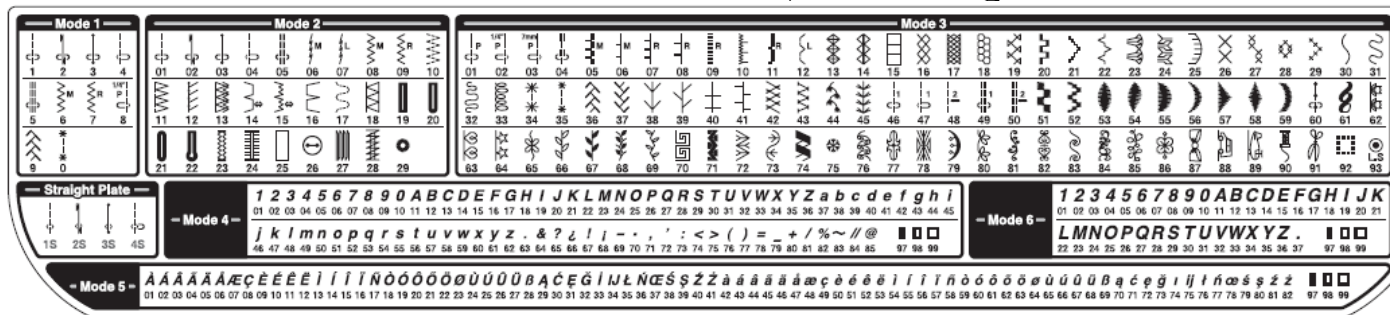 Mode 1
Mode 2
Mode 3
M L M R
P 1/4" P 7mm P M M R R R R L
1 2 3 4
01 02 03 04 05 06 07 08 09 10
01 02 03 04 05 06 07 08 09 10 11 12 13 14 15 16 17 18 19 20 21 22 23 24 25 26 27 28 29 30 31
M R 1/4" P
1 1 2 1 2
5 6 7 8
11 12 13 14 15 16 17 18 19 20
32 33 34 35 36 37 38 39 40 41 42 43 44 45 46 47 48 49 50 51 52 53 54 55 56 57 58 59 60 61 62
9 0
21 22 23 24 25 26 27 28 29
63 64 65 66 67 68 69 70 71 72 73 74 75 76 77 78 79 80 81 82 83 84 85 86 87 88 89 90 91 92 93
L S
Straight Plate
1S 2S 3S 4S
Mode 4
1 2 3 4 5 6 7 8 9 0 A B C D E F G H I J K L M N O P Q R S T U V W X Y Z a b c d e f g h i
01 02 03 04 05 06 07 08 09 10 11 12 13 14 15 16 17 18 19 20 21 22 23 24 25 26 27 28 29 30 31 32 33 34 35 36 37 38 39 40 41 42 43 44 45
j k l m n o p q r s t u v w x y z . & ? ¿ ! ¡ - · , ' : < > ( ) = _ + / % ~ // @
46 47 48 49 50 51 52 53 54 55 56 57 58 59 60 61 62 63 64 65 66 67 68 69 70 71 72 73 74 75 76 77 78 79 80 81 82 83 84 85 97 98 99
Mode 6
1 2 3 4 5 6 7 8 9 0 A B C D E F G H I J K
01 02 03 04 05 06 07 08 09 10 11 12 13 14 15 16 17 18 19 20 21
L M N O P Q R S T U V W X Y Z .
22 23 24 25 26 27 28 29 30 31 32 33 34 35 36 37 97 98 99
Mode 5
À Á Â Ã Ä Å Æ Ç È É Ê Ë Ì Í Î Ï Ñ Ò Ó Ô Õ Ö Ø Ù Ú Û Ü ß Ą Ć Ę Ğ İ IJ Ł Ń Œ Ś Ş Ź Ż à á â ã ä å æ ç è é ê ë ì í î ï ñ ò ó ô õ ö ø ù ú û ü ß ą ć ę ğ ı ij ł ń œ ś ş ź ż
01 02 03 04 05 06 07 08 09 10 11 12 13 14 15 16 17 18 19 20 21 22 23 24 25 26 27 28 29 30 31 32 33 34 35 36 37 38 39 40 41 42 43 44 45 46 47 48 49 50 51 52 53 54 55 56 57 58 59 60 61 62 63 64 65 66 67 68 69 70 71 72 73 74 75 76 77 78 79 80 81 82 97 98 99